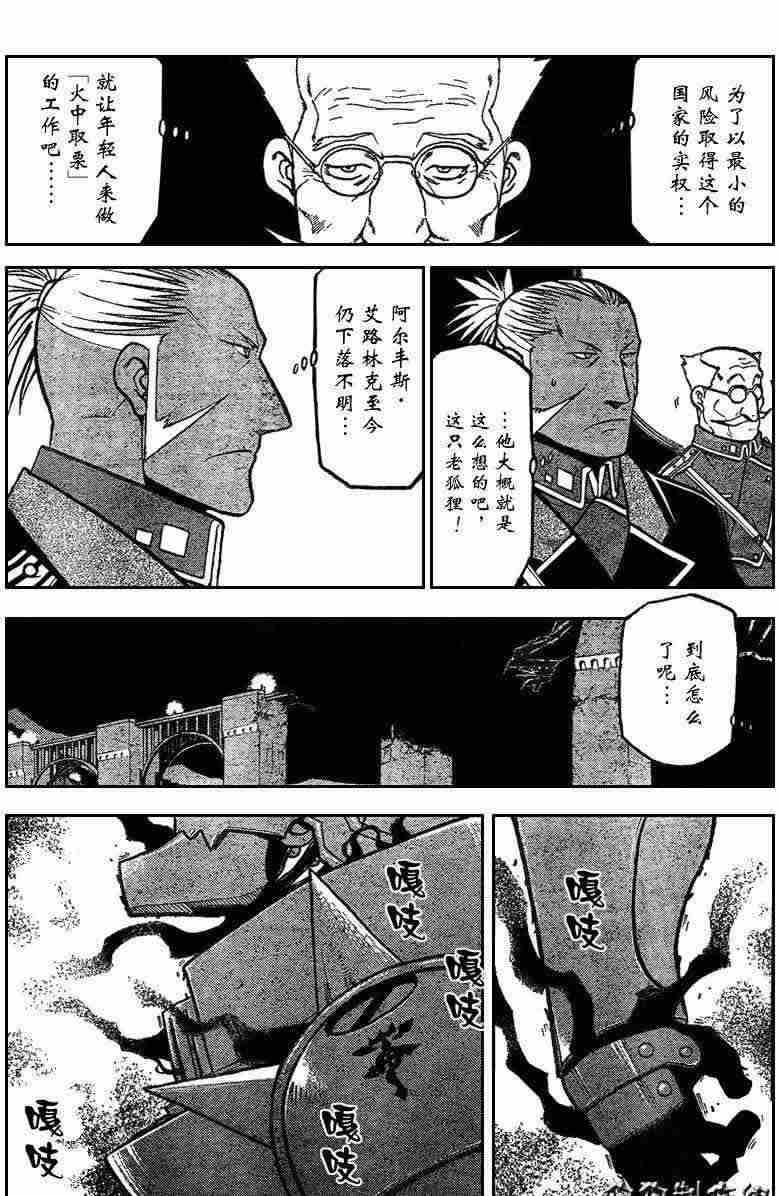 为了以最小的
风险取得这个
国家的实权…
就让年轻人来做
「火中取栗」
的工作吧……
…他大概就是
这么想的吧，
这只老狐狸！
阿尔丰斯·
艾路林克至今
仍下落不明…
到底怎么
了呢…
嘎吱
嘎吱
嘎吱
嘎吱
嘎吱